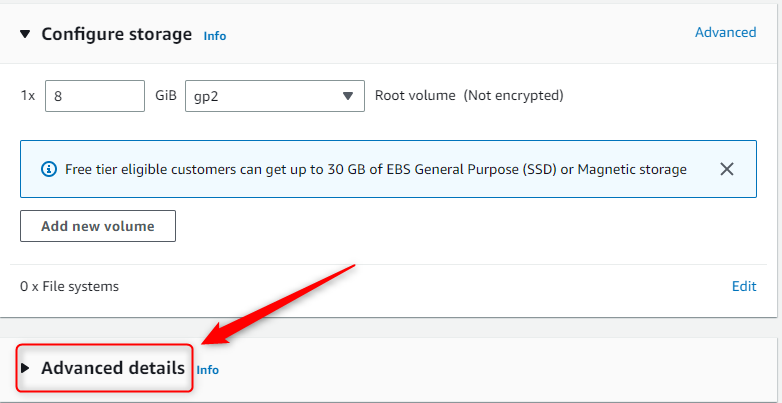 Configure storage Info Advanced
1x 8 GiB gp2 Root volume (Not encrypted)
Free tier eligible customers can get up to 30 GB of EBS General Purpose (SSD) or Magnetic storage
Add new volume
0 x File systems Edit
Advanced details Info